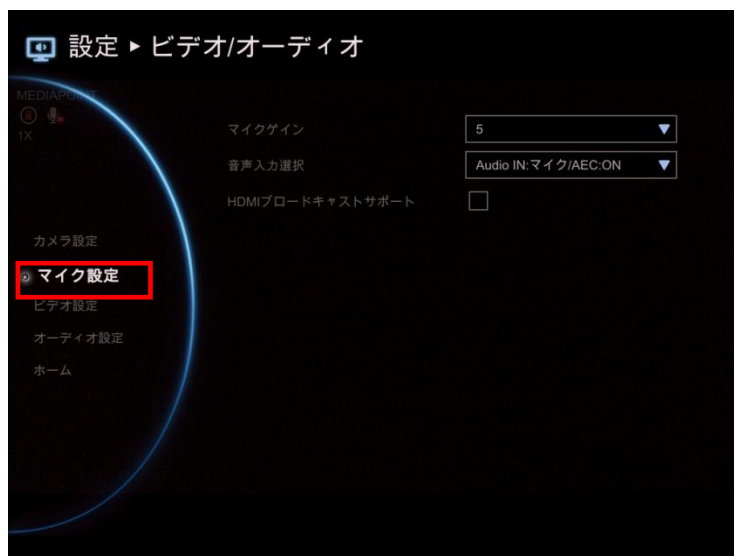 設定 ▶ ビデオ/オーディオ
MEDIAPOINT
1X
マイクゲイン
5
音声入力選択
Audio IN:マイク/AEC:ON
HDMIブロードキャストサポート
カメラ設定
マイク設定
ビデオ設定
オーディオ設定
ホーム